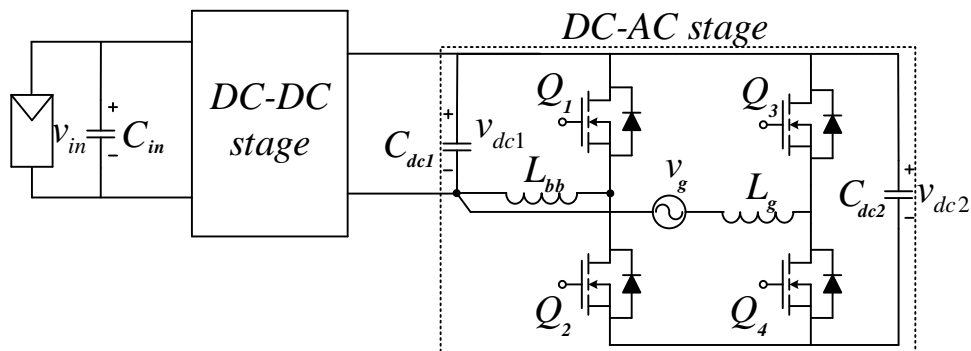 DC-AC stage
DC-DC
stage
v_in
+
-
C_in
+
-
C_dc1
v_dc1
L_bb
Q_1
Q_2
v_g
L_g
Q_3
Q_4
C_dc2
+
-
v_dc2